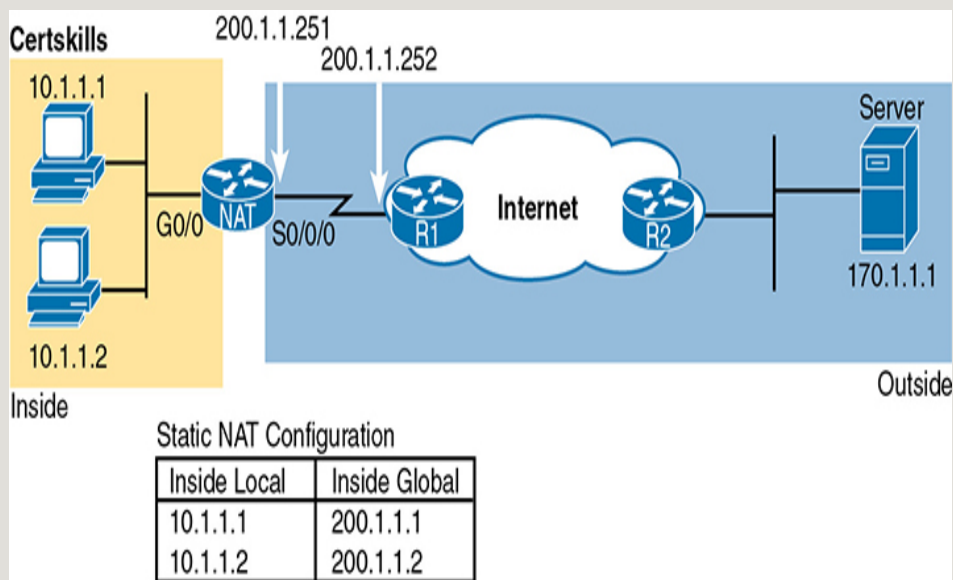 Certskills
200.1.1.251
200.1.1.252
10.1.1.1
Server
G0/0
NAT
S0/0/0
R1
Internet
R2
170.1.1.1
10.1.1.2
Inside
Outside
Static NAT Configuration
Inside Local Inside Global
10.1.1.1 200.1.1.1
10.1.1.2 200.1.1.2